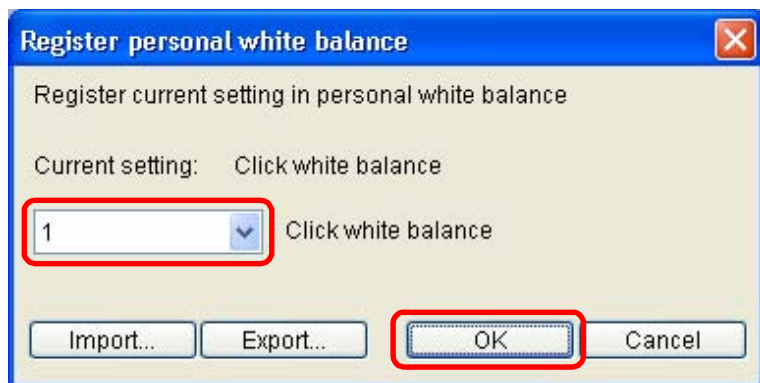 Register personal white balance
Register current setting in personal white balance
Current setting: Click white balance
1 Click white balance
Import... Export... OK Cancel